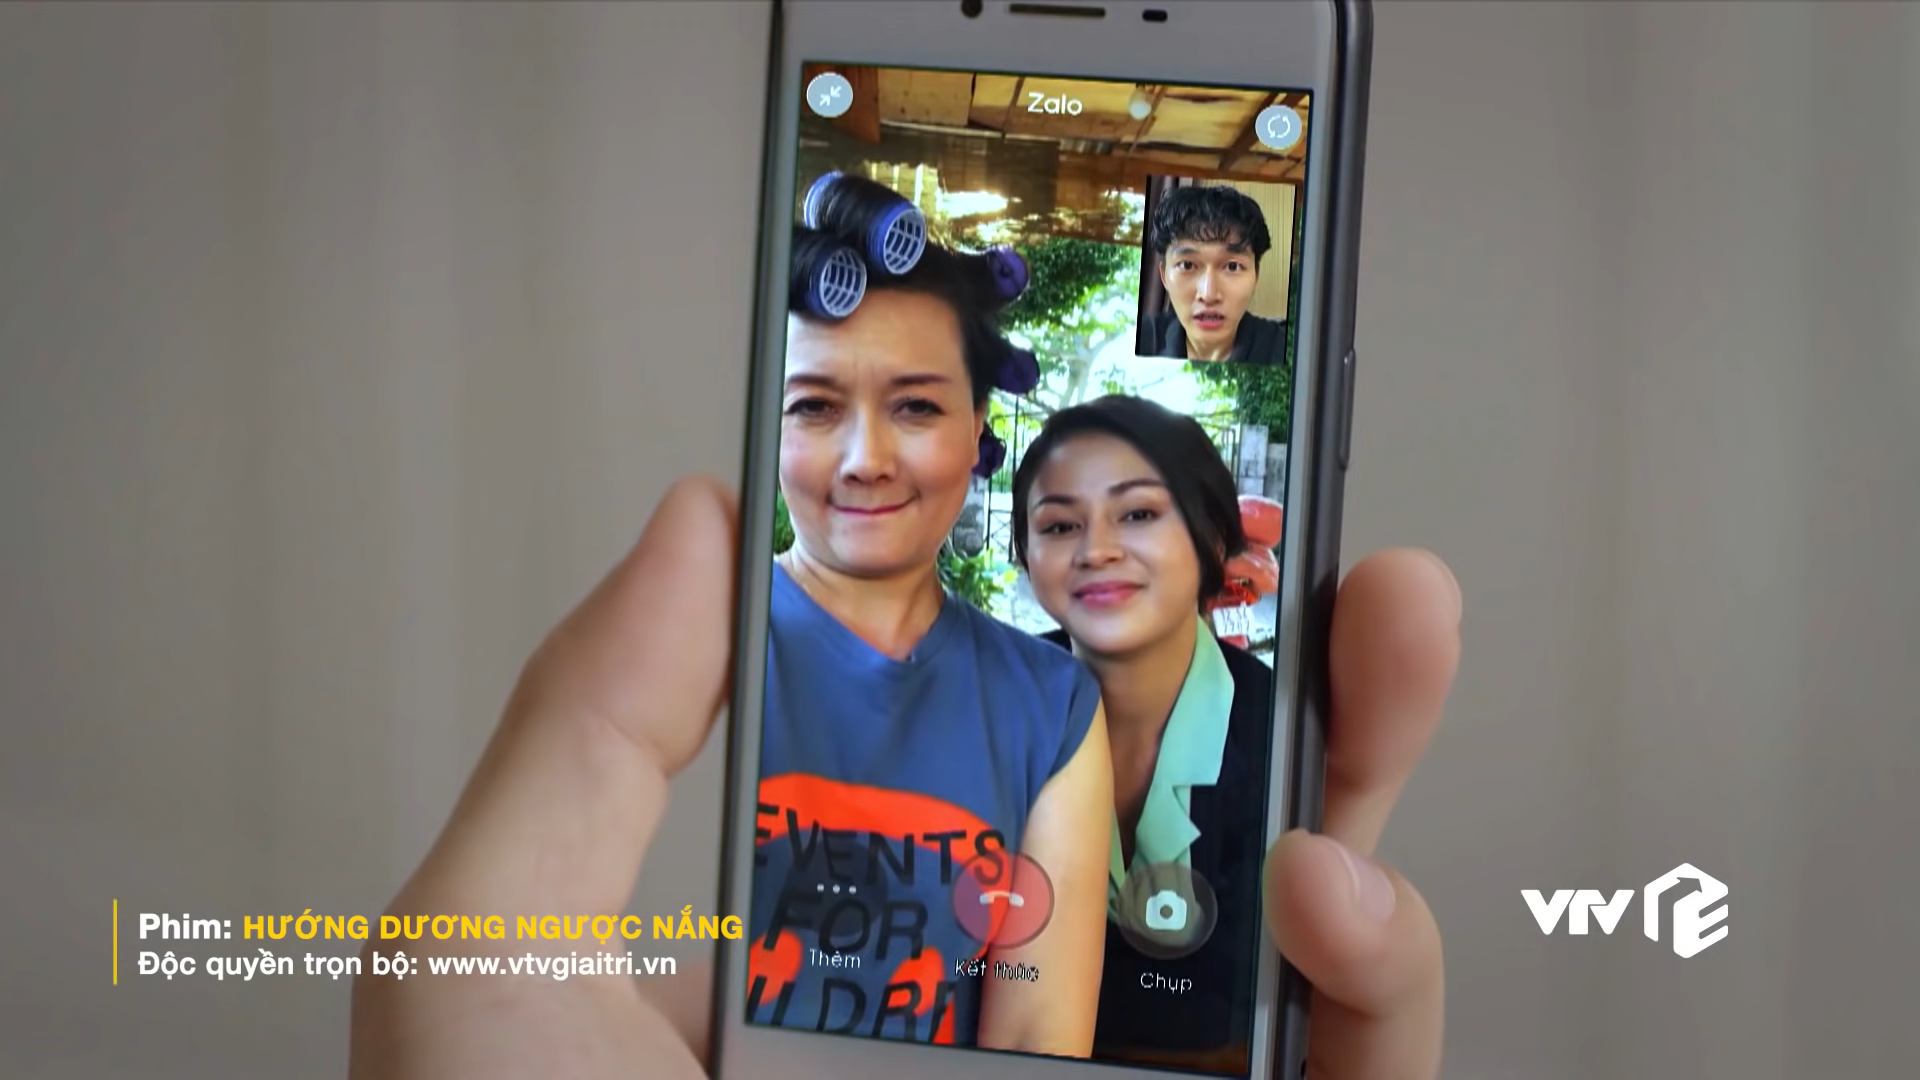 Zalo
EVENTS
FOR
Thêm
Kết thúc
Chụp
Phim: HƯỚNG DƯƠNG NGƯỢC NẮNG
Độc quyền trọn bộ: www.vtvgiaitri.vn
VTV